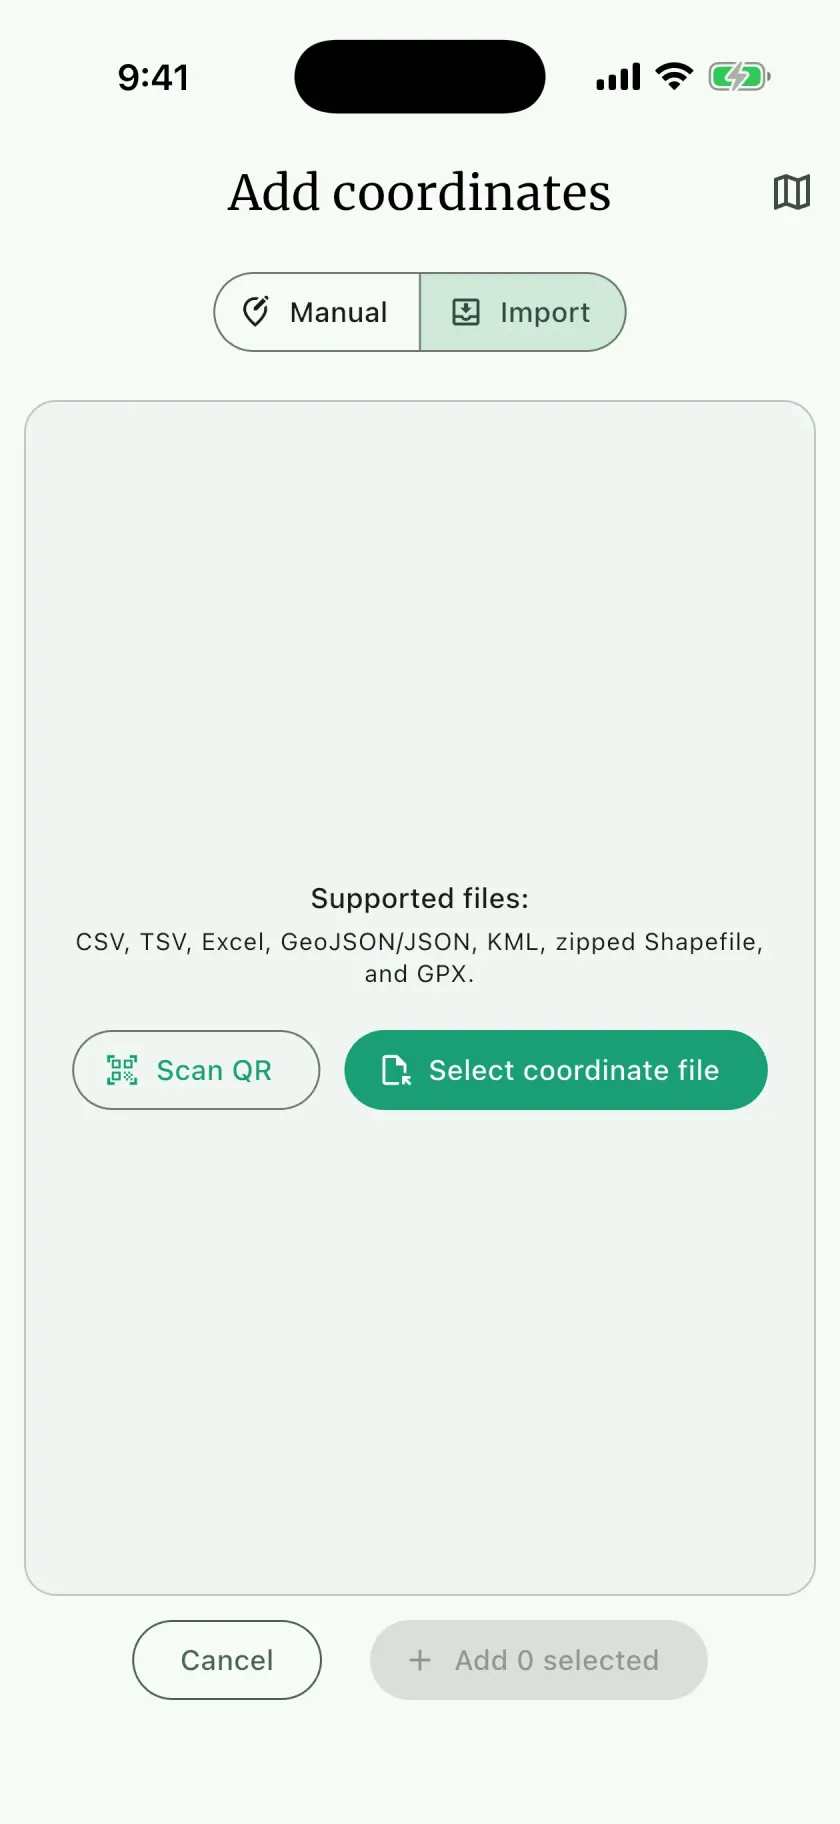 9:41
Add coordinates
Manual
Import
Supported files:
CSV, TSV, Excel, GeoJSON/JSON, KML, zipped Shapefile,
and GPX.
Scan QR
Select coordinate file
Cancel
+ Add 0 selected